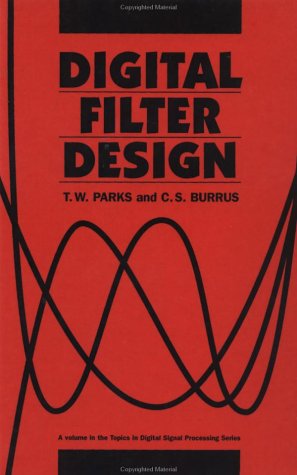 DIGITAL
FILTER
DESIGN
T.W. PARKS and C.S. BURRUS
A volume in the Topics in Digital Signal Processing Series